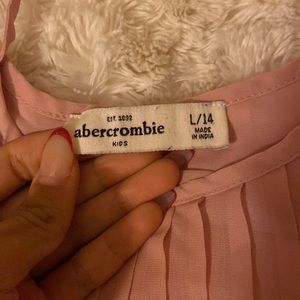 EST. 1892
abercrombie
KIDS
L/14
MADE
IN INDIA